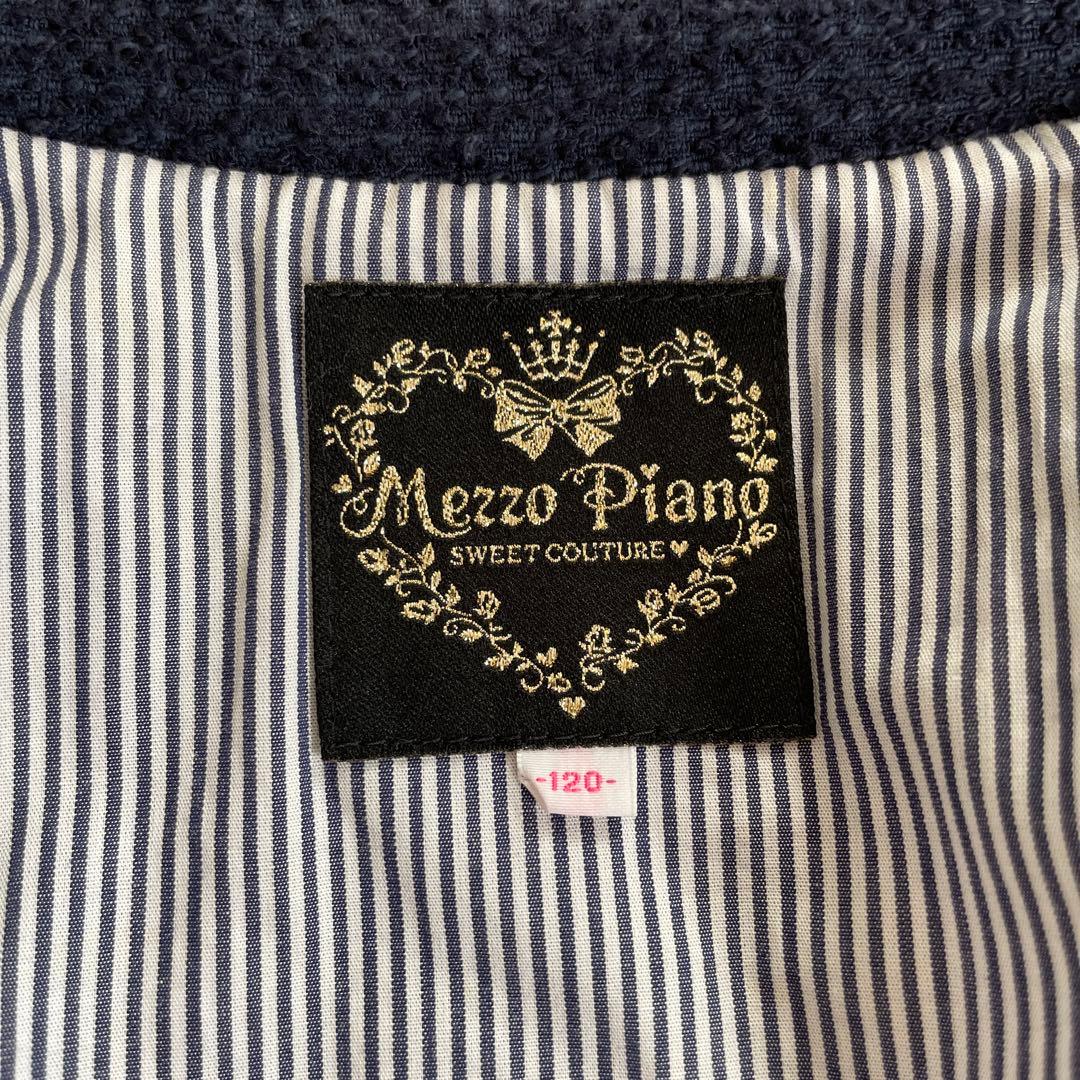 Mezzo Piano
SWEET COUTURE♥
-120-